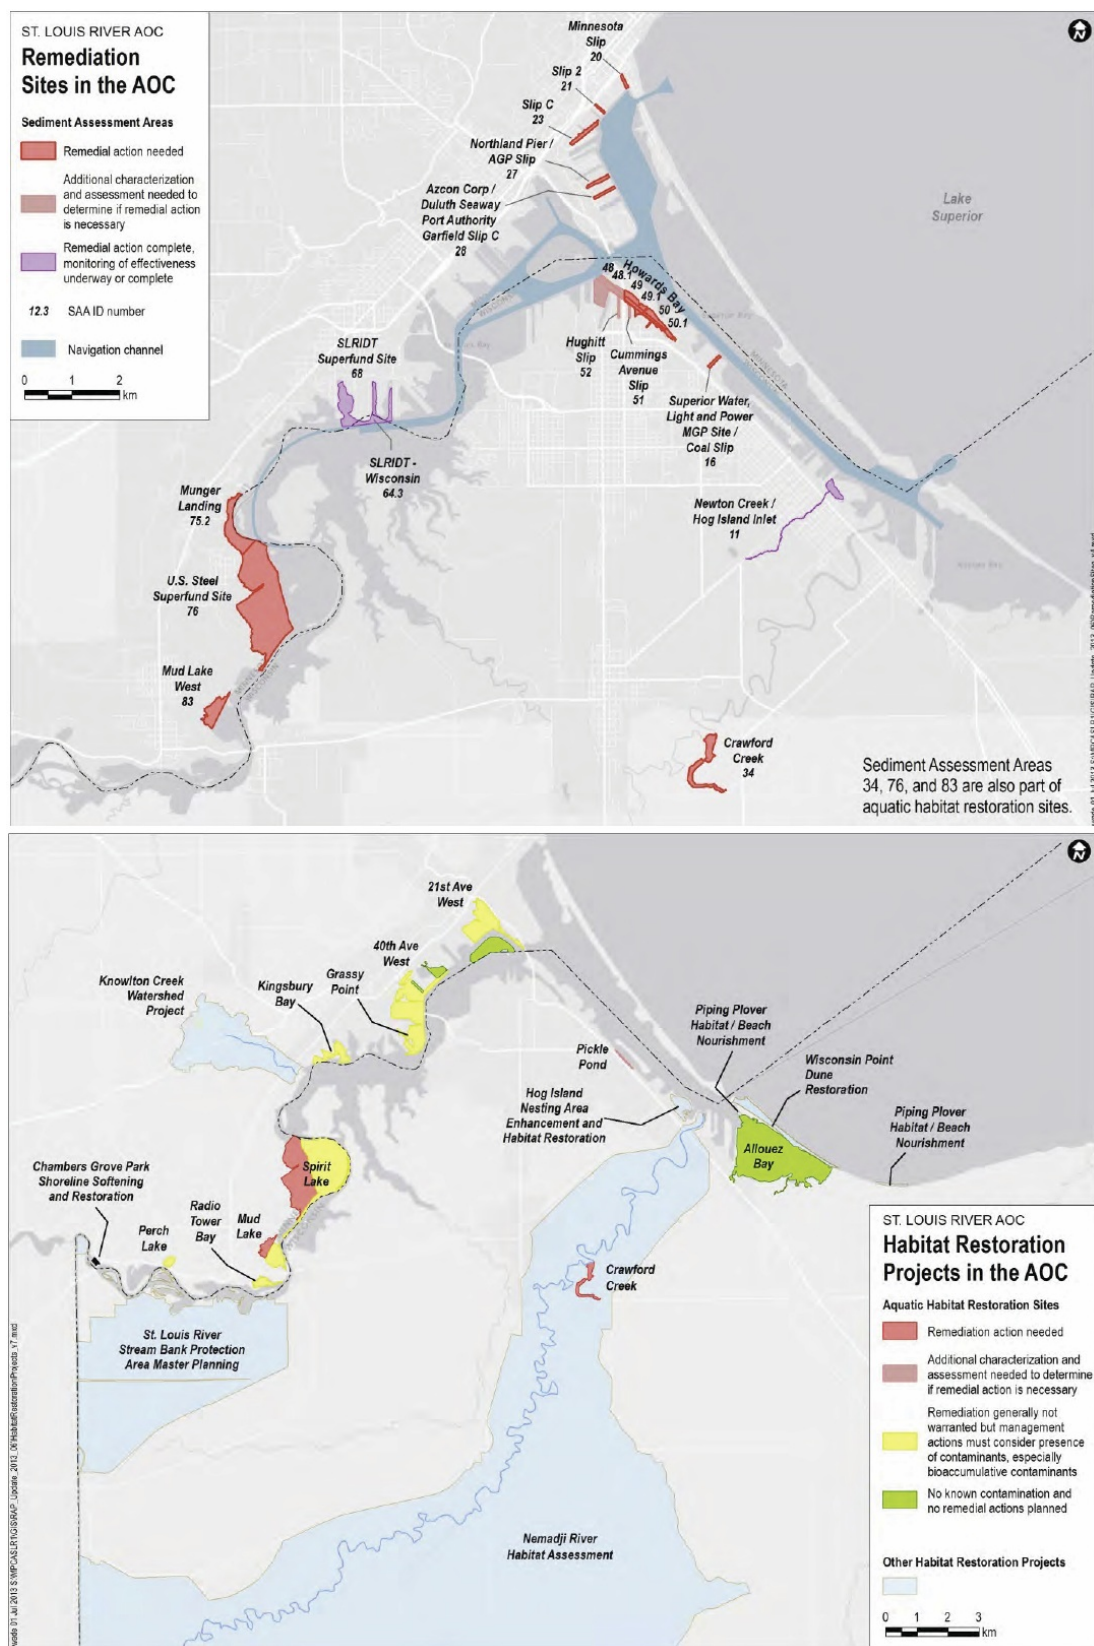 ST. LOUIS RIVER AOC
Remediation
Sites in the AOC
Sediment Assessment Areas
Remedial action needed
Additional characterization
and assessment needed to
determine if remedial action
is necessary
Remedial action complete,
monitoring of effectiveness
underway or complete
12.3 SAA ID number
Navigation channel
0 1 2
km
Minnesota
Slip
20
Slip 2
21
Slip C
23
Northland Pier /
AGP Slip
27
Azcon Corp /
Duluth Seaway
Port Authority
Garfield Slip C
28
Lake
Superior
Howards Bay
48
48.1
49
49.1
50
50.1
WISCONSIN
MINNESOTA
Hughitt
Slip
52
Cummings
Avenue
Slip
51
Superior Water,
Light and Power
MGP Site /
Coal Slip
16
SLRIDT
Superfund Site
68
SLRIDT -
Wisconsin
64.3
Munger
Landing
75.2
Newton Creek /
Hog Island Inlet
11
U.S. Steel
Superfund Site
76
Mud Lake
West
83
Crawford
Creek
34
Sediment Assessment Areas
34, 76, and 83 are also part of
aquatic habitat restoration sites.
N
21st Ave
West
40th Ave
West
Grassy
Point
Kingsbury
Bay
Knowlton Creek
Watershed
Project
Piping Plover
Habitat / Beach
Nourishment
Pickle
Pond
Wisconsin Point
Dune
Restoration
Hog Island
Nesting Area
Enhancement and
Habitat Restoration
Piping Plover
Habitat / Beach
Nourishment
Allouez
Bay
Chambers Grove Park
Shoreline Softening
and Restoration
Spirit
Lake
Radio
Tower
Bay
Mud
Lake
Perch
Lake
Crawford
Creek
St. Louis River
Stream Bank Protection
Area Master Planning
Nemadji River
Habitat Assessment
ST. LOUIS RIVER AOC
Habitat Restoration
Projects in the AOC
Aquatic Habitat Restoration Sites
Remediation action needed
Additional characterization and
assessment needed to determine
if remedial action is necessary
Remediation generally not
warranted but management
actions must consider presence
of contaminants, especially
bioaccumulative contaminants
No known contamination and
no remedial actions planned
Other Habitat Restoration Projects
0 1 2 3
km
N